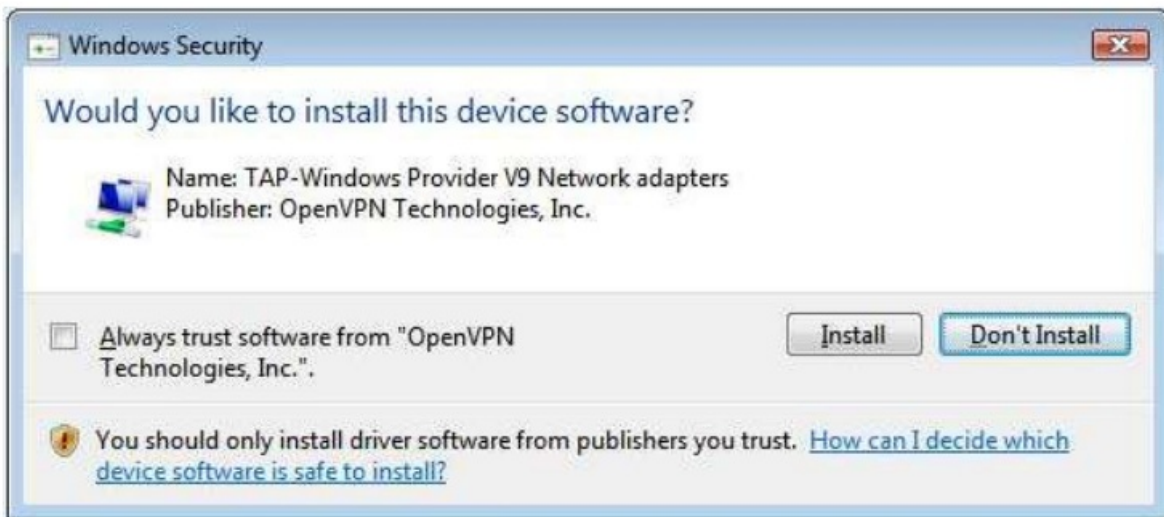 Windows Security
Would you like to install this device software?
Name: TAP-Windows Provider V9 Network adapters
Publisher: OpenVPN Technologies, Inc.
Always trust software from "OpenVPN
Technologies, Inc.".
Install
Don't Install
You should only install driver software from publishers you trust. How can I decide which
device software is safe to install?